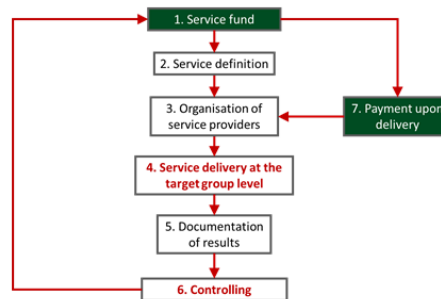 1. Service fund
2. Service definition
3. Organisation of
service providers
7. Payment upon
delivery
4. Service delivery at the
target group level
5. Documentation
of results
6. Controlling